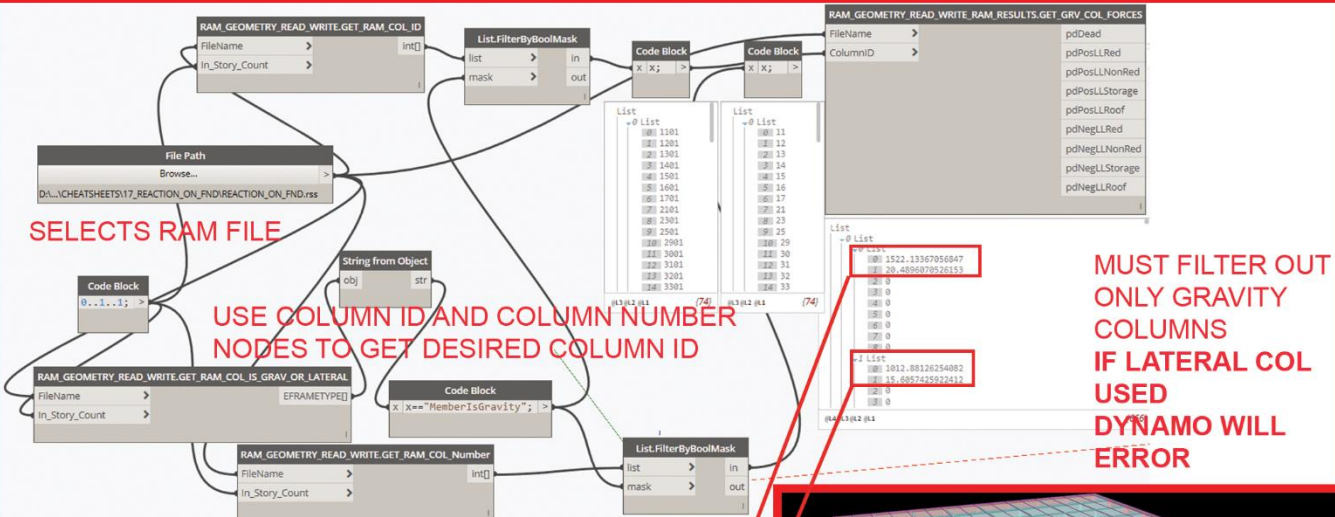 RAM_GEOMETRY_READ_WRITE.GET_RAM_COL_ID
FileName >
In_Story_Count >
int[]
List.FilterByBoolMask
list >
mask >
in
out
Code Block
x x; >
Code Block
x x; >
RAM_GEOMETRY_READ_WRITE_RAM_RESULTS.GET_GRV_COL_FORCES
FileName >
ColumnID >
pdDead
pdPosLLRed
pdPosLLNonRed
pdPosLLStorage
pdPosLLRoof
pdNegLLRed
pdNegLLNonRed
pdNegLLStorage
pdNegLLRoof
List
0 List
0 1101
1 1201
2 1301
3 1401
4 1501
5 1601
6 1701
7 2101
8 2301
9 2501
10 2901
11 3001
12 3101
13 3201
14 3301
@L3 @L2 @L1 {74}
List
0 List
0 11
1 12
2 13
3 14
4 15
5 16
6 17
7 21
8 23
9 25
10 29
11 30
12 31
13 32
14 33
@L3 @L2 @L1 {74}
File Path
Browse... >
D:\...\CHEATSHEETS\17_REACTION_ON_FND\REACTION_ON_FND.rss
SELECTS RAM FILE
Code Block
0..1..1; >
String from Object
obj str
USE COLUMN ID AND COLUMN NUMBER
NODES TO GET DESIRED COLUMN ID
List
0 List
0 List
0 1522.13367056847
1 20.4896070526153
2 0
3 0
4 0
5 0
6 0
7 0
1 List
0 1012.88126254082
1 15.6057425922412
2 0
3 0
@L4 @L3 @L2 @L1
MUST FILTER OUT
ONLY GRAVITY
COLUMNS
IF LATERAL COL
USED
DYNAMO WILL
ERROR
RAM_GEOMETRY_READ_WRITE.GET_RAM_COL_IS_GRAV_OR_LATERAL
FileName >
In_Story_Count >
EFRAMETYPE[]
Code Block
x x=="MemberIsGravity"; >
RAM_GEOMETRY_READ_WRITE.GET_RAM_COL_Number
FileName >
In_Story_Count >
int[]
List.FilterByBoolMask
list >
mask >
in
out